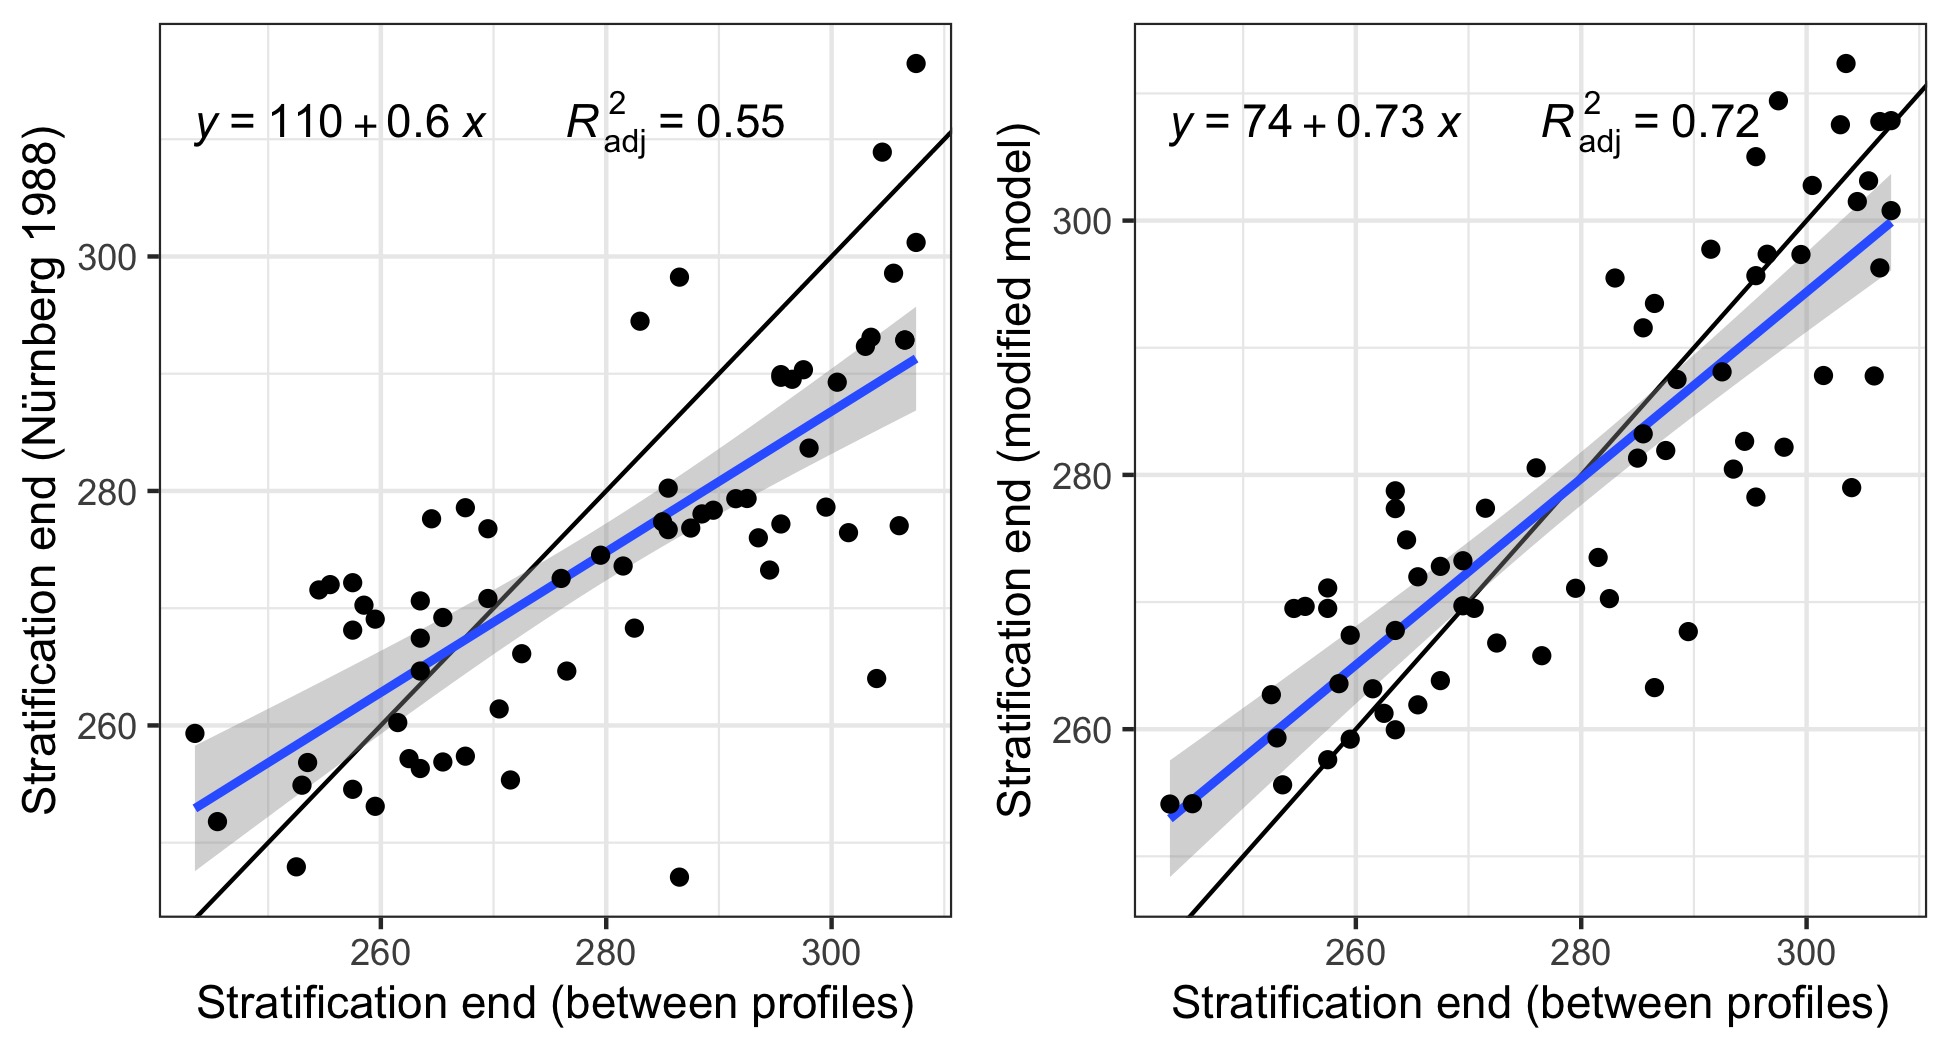 y = 110 + 0.6 x R²adj = 0.55
Stratification end (Nürnberg 1988)
300
280
260
260 280 300
Stratification end (between profiles)
y = 74 + 0.73 x R²adj = 0.72
Stratification end (modified model)
300
280
260
260 280 300
Stratification end (between profiles)